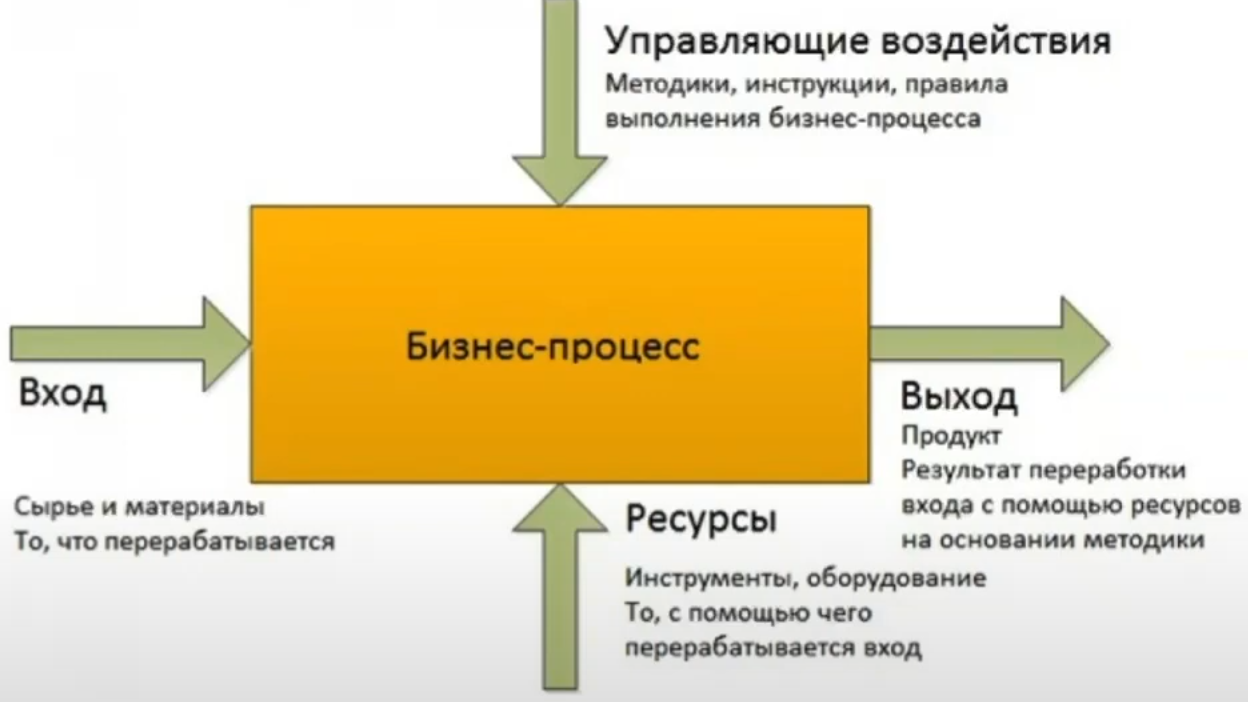 Управляющие воздействия
Методики, инструкции, правила
выполнения бизнес-процесса
Бизнес-процесс
Вход
Сырье и материалы
То, что перерабатывается
Выход
Продукт
Результат переработки
входа с помощью ресурсов
на основании методики
Ресурсы
Инструменты, оборудование
То, с помощью чего
перерабатывается вход